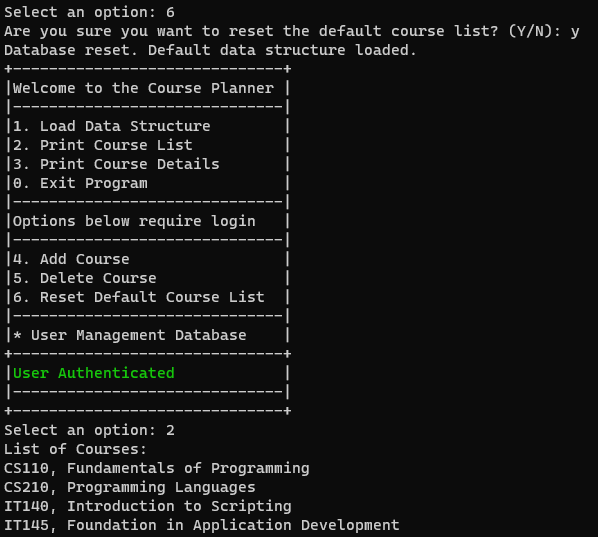 Select an option: 6
Are you sure you want to reset the default course list? (Y/N): y
Database reset. Default data structure loaded.
+------------------------------+
|Welcome to the Course Planner |
|------------------------------|
|1. Load Data Structure        |
|2. Print Course List          |
|3. Print Course Details       |
|0. Exit Program               |
|------------------------------|
|Options below require login   |
|------------------------------|
|4. Add Course                 |
|5. Delete Course              |
|6. Reset Default Course List  |
|------------------------------|
|* User Management Database    |
+------------------------------+
|User Authenticated            |
|------------------------------|
+------------------------------+
Select an option: 2
List of Courses:
CS110, Fundamentals of Programming
CS210, Programming Languages
IT140, Introduction to Scripting
IT145, Foundation in Application Development